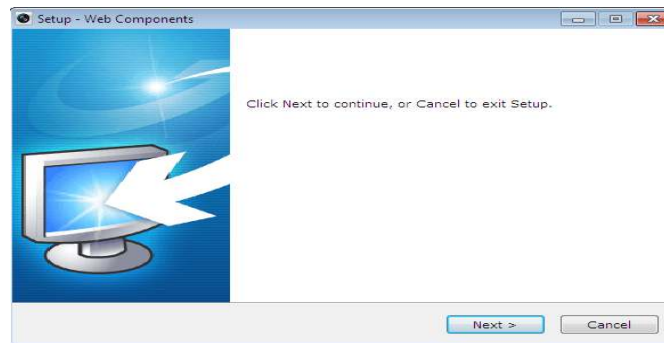 Setup - Web Components
Click Next to continue, or Cancel to exit Setup.
Next >
Cancel